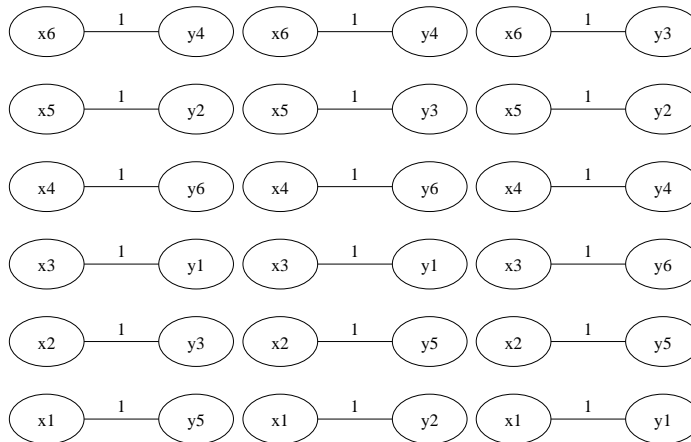 x6 1 y4 x6 1 y4 x6 1 y3
x5 1 y2 x5 1 y3 x5 1 y2
x4 1 y6 x4 1 y6 x4 1 y4
x3 1 y1 x3 1 y1 x3 1 y6
x2 1 y3 x2 1 y5 x2 1 y5
x1 1 y5 x1 1 y2 x1 1 y1